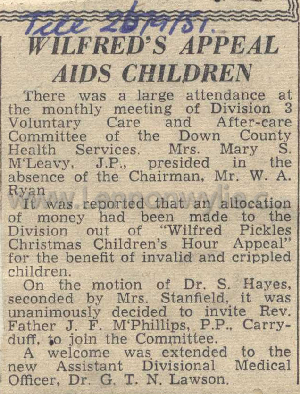 Tele 28/9/51.
WILFRED'S APPEAL
AIDS CHILDREN
There was a large attendance at
the monthly meeting of Division 3
Voluntary Care and After-care
Committee of the Down County
Health Services. Mrs. Mary S.
M'Leavy, J.P., presided in the
absence of the Chairman, Mr. W. A.
Ryan
It was reported that an allocation
of money had been made to the
Division out of "Wilfred Pickles
Christmas Children's Hour Appeal"
for the benefit of invalid and crippled
children.
On the motion of Dr. S. Hayes,
seconded by Mrs. Stanfield, it was
unanimously decided to invite Rev.
Father J. F. M'Phillips, P.P., Carry-
duff, to join the Committee.
A welcome was extended to the
new Assistant Divisional Medical
Officer, Dr. G. T. N. Lawson.